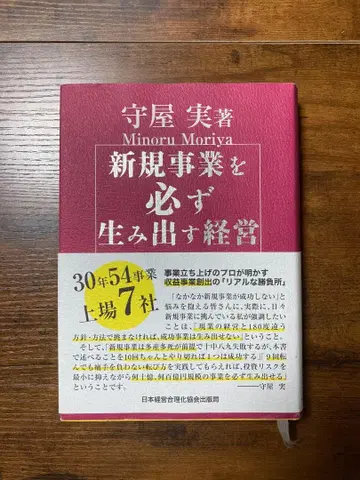 守屋 実著
Minoru Moriya
新規事業を
必ず
生み出す経営
30年54事業
上場7社
事業立ち上げのプロが明かす
収益事業創出の『リアルな勝負所』
「なかなか新規事業が成功しない」と
悩みを抱える皆さんに、実際に、日々
新規事業に挑んでいる私が強調したい
ことは、『現業の経営と180度違う
方針・方法で挑まなければ、成功事業は生み出せない』ということ。
そして、『新規事業は多産多死が前提で十中八九失敗するが、本書
で述べることを10回ちゃんとやり切れば1つは成功する』『9回転
んでも種手を負わない転び方を実践してもらえれば、投資リスクを
最小に抑えながら何十億、何百億円規模の事業を必ず生み出せる』
ということです。
守屋 実
日本経営合理化協会出版局